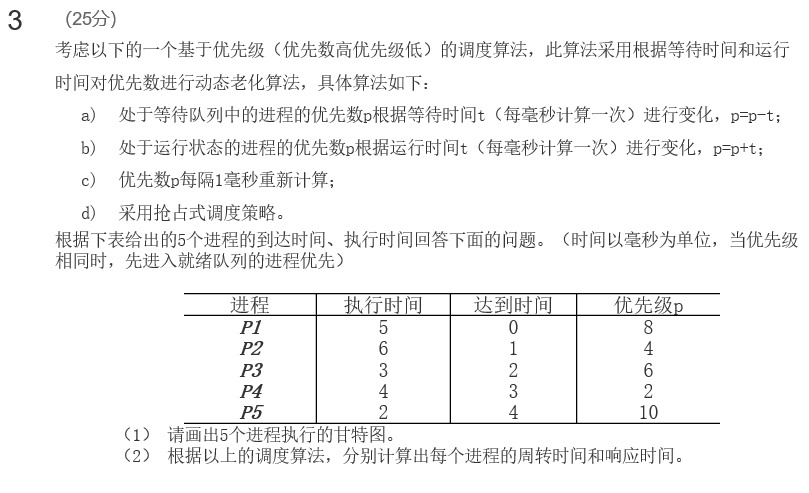 3 （25分）
考虑以下的一个基于优先级（优先数高优先级低）的调度算法，此算法采用根据等待时间和运行
时间对优先数进行动态老化算法，具体算法如下：
a) 处于等待队列中的进程的优先数p根据等待时间t（每毫秒计算一次）进行变化，p=p-t；
b) 处于运行状态的进程的优先数p根据运行时间t（每毫秒计算一次）进行变化，p=p+t；
c) 优先数p每隔1毫秒重新计算；
d) 采用抢占式调度策略。
根据下表给出的5个进程的到达时间、执行时间回答下面的问题。（时间以毫秒为单位，当优先级
相同时，先进入就绪队列的进程优先）
进程 执行时间 达到时间 优先级p
P1 5 0 8
P2 6 1 4
P3 3 2 6
P4 4 3 2
P5 2 4 10
（1） 请画出5个进程执行的甘特图。
（2） 根据以上的调度算法，分别计算出每个进程的周转时间和响应时间。